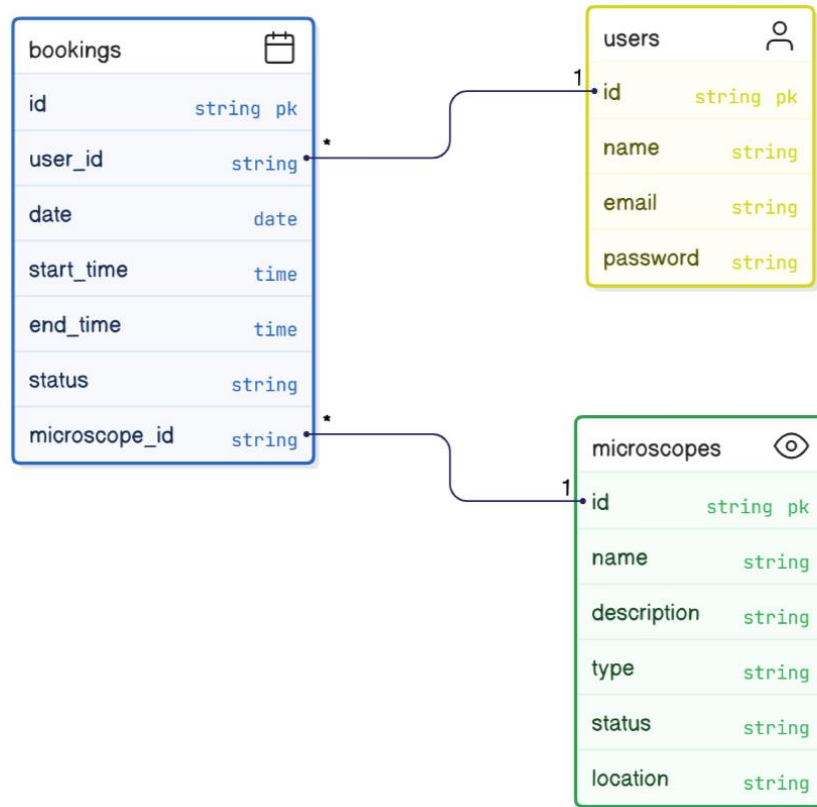 bookings
id string pk
user_id string
date date
start_time time
end_time time
status string
microscope_id string
*
*
1
users
id string pk
name string
email string
password string
1
microscopes
id string pk
name string
description string
type string
status string
location string